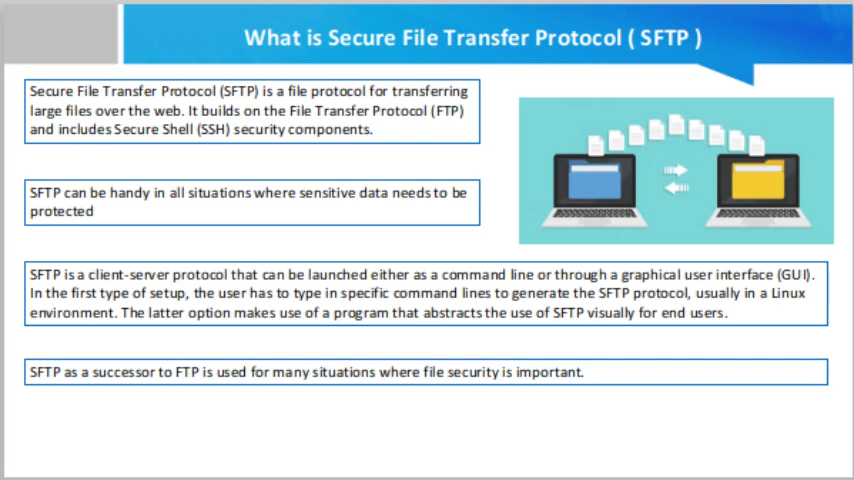 What is Secure File Transfer Protocol ( SFTP )
Secure File Transfer Protocol (SFTP) is a file protocol for transferring
large files over the web. It builds on the File Transfer Protocol (FTP)
and includes Secure Shell (SSH) security components.
SFTP can be handy in all situations where sensitive data needs to be
protected
SFTP is a client-server protocol that can be launched either as a command line or through a graphical user interface (GUI).
In the first type of setup, the user has to type in specific command lines to generate the SFTP protocol, usually in a Linux
environment. The latter option makes use of a program that abstracts the use of SFTP visually for end users.
SFTP as a successor to FTP is used for many situations where file security is important.